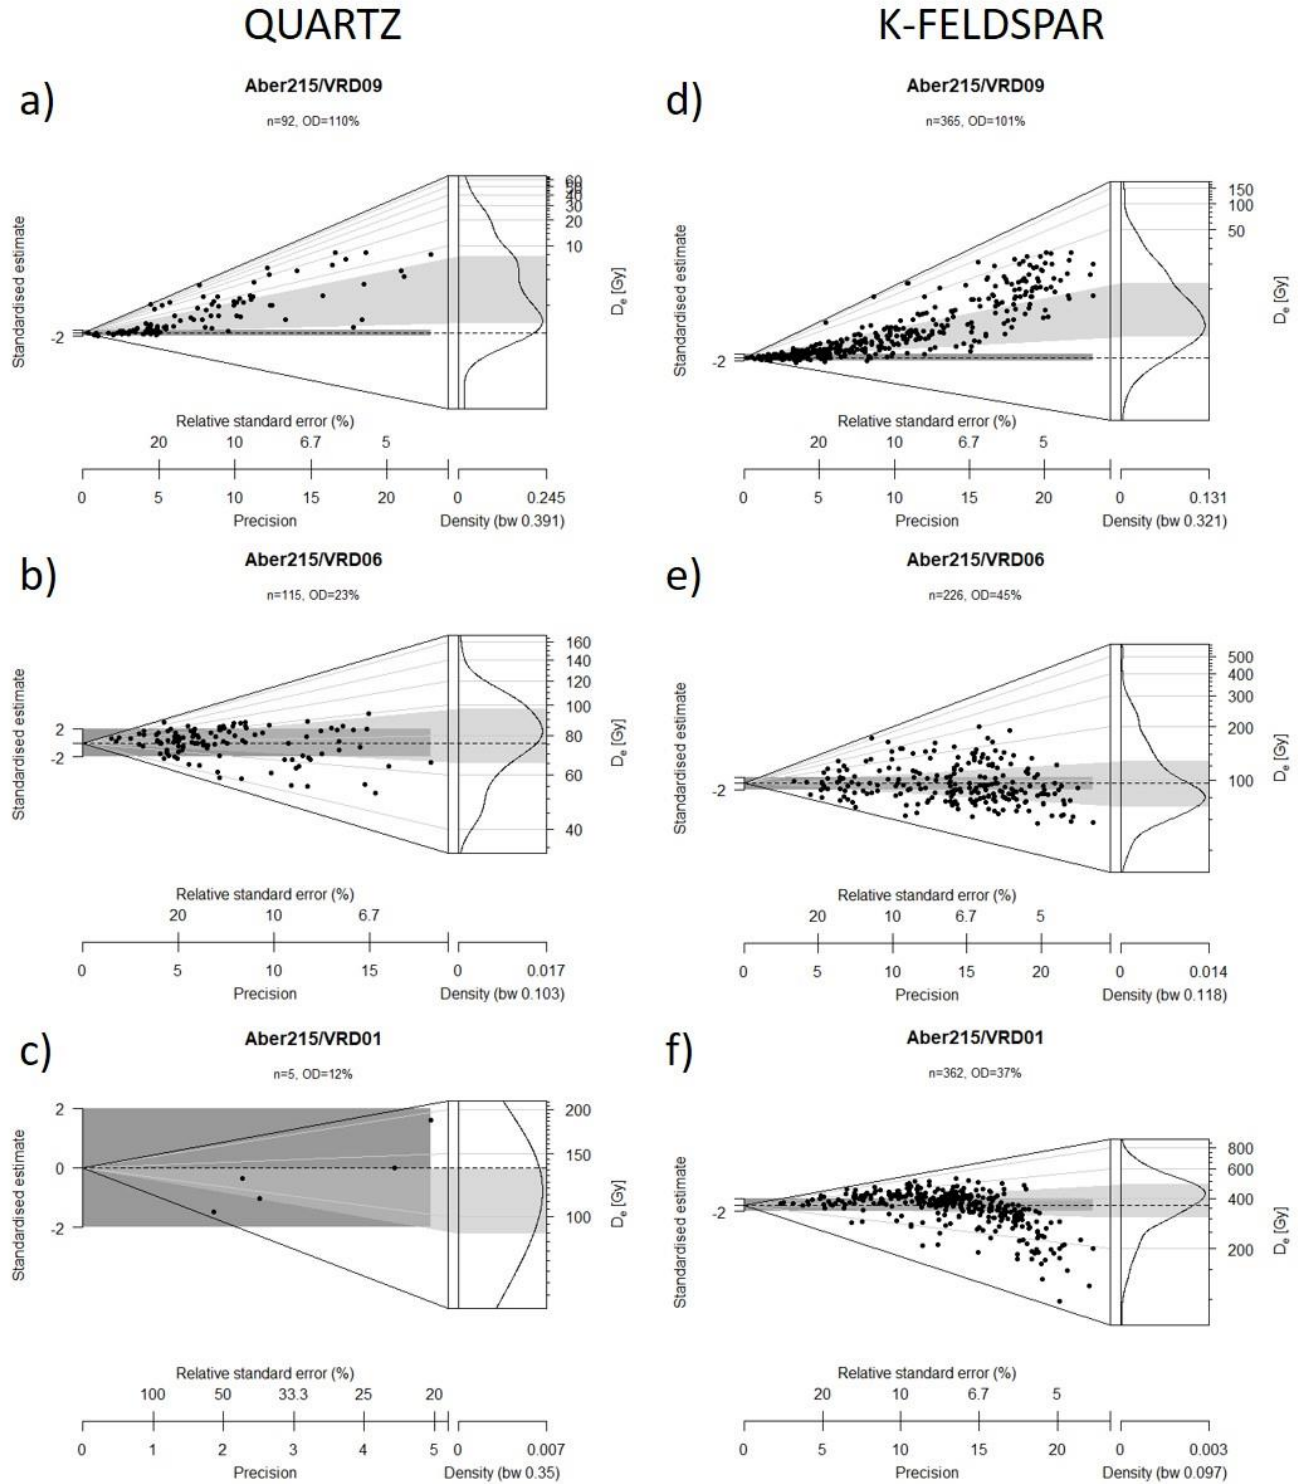 QUARTZ
K-FELDSPAR
a)
Aber215/VRD09
n=92, OD=110%
Standardised estimate
-2
60
40
30
20
10
De [Gy]
Relative standard error (%)
20 10 6.7 5
0 5 10 15 20 0 0.245
Precision Density (bw 0.391)
d)
Aber215/VRD09
n=365, OD=101%
Standardised estimate
-2
150
100
50
De [Gy]
Relative standard error (%)
20 10 6.7 5
0 5 10 15 20 0 0.131
Precision Density (bw 0.321)
b)
Aber215/VRD06
n=115, OD=23%
Standardised estimate
2
-2
160
140
120
100
80
60
40
De [Gy]
Relative standard error (%)
20 10 6.7
0 5 10 15 0 0.017
Precision Density (bw 0.103)
e)
Aber215/VRD06
n=226, OD=45%
Standardised estimate
-2
500
400
300
200
100
De [Gy]
Relative standard error (%)
20 10 6.7 5
0 5 10 15 20 0 0.014
Precision Density (bw 0.118)
c)
Aber215/VRD01
n=5, OD=12%
Standardised estimate
2
0
-2
200
150
100
De [Gy]
Relative standard error (%)
100 50 33.3 25 20
0 1 2 3 4 5 0 0.007
Precision Density (bw 0.35)
f)
Aber215/VRD01
n=362, OD=37%
Standardised estimate
-2
800
600
400
200
De [Gy]
Relative standard error (%)
20 10 6.7 5
0 5 10 15 20 0 0.003
Precision Density (bw 0.097)